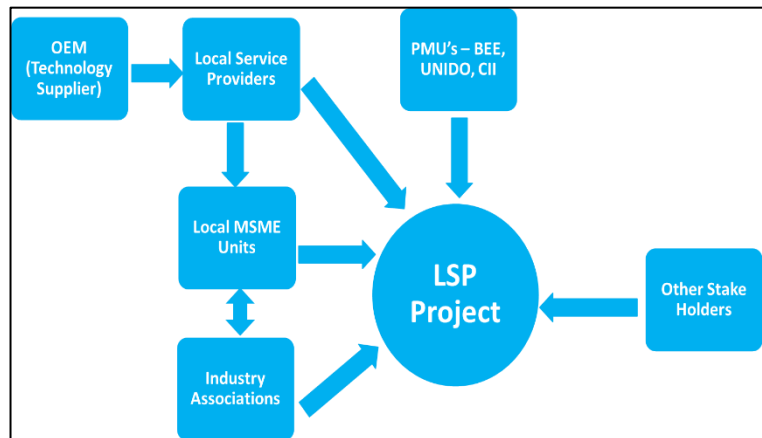 OEM
(Technology
Supplier)
Local Service
Providers
PMU's – BEE,
UNIDO, CII
Local MSME
Units
LSP
Project
Other Stake
Holders
Industry
Associations